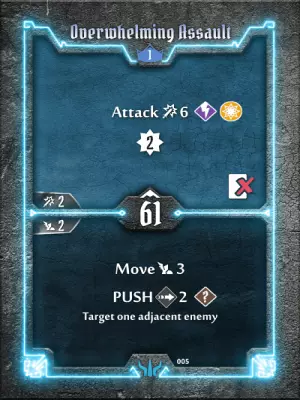 Overwhelming Assault
1
Attack 6
2
2
61
2
Move 3
PUSH 2 ?
Target one adjacent enemy
005